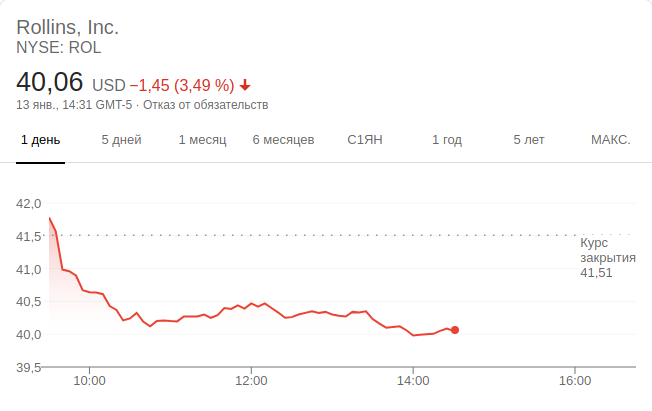 Rollins, Inc.
NYSE: ROL
40,06 USD −1,45 (3,49 %)
13 янв., 14:31 GMT-5 · Отказ от обязательств
1 день 5 дней 1 месяц 6 месяцев С1ЯН 1 год 5 лет МАКС.
42,0
41,5
Курс
закрытия
41,51
41,0
40,5
40,0
39,5
10:00 12:00 14:00 16:00